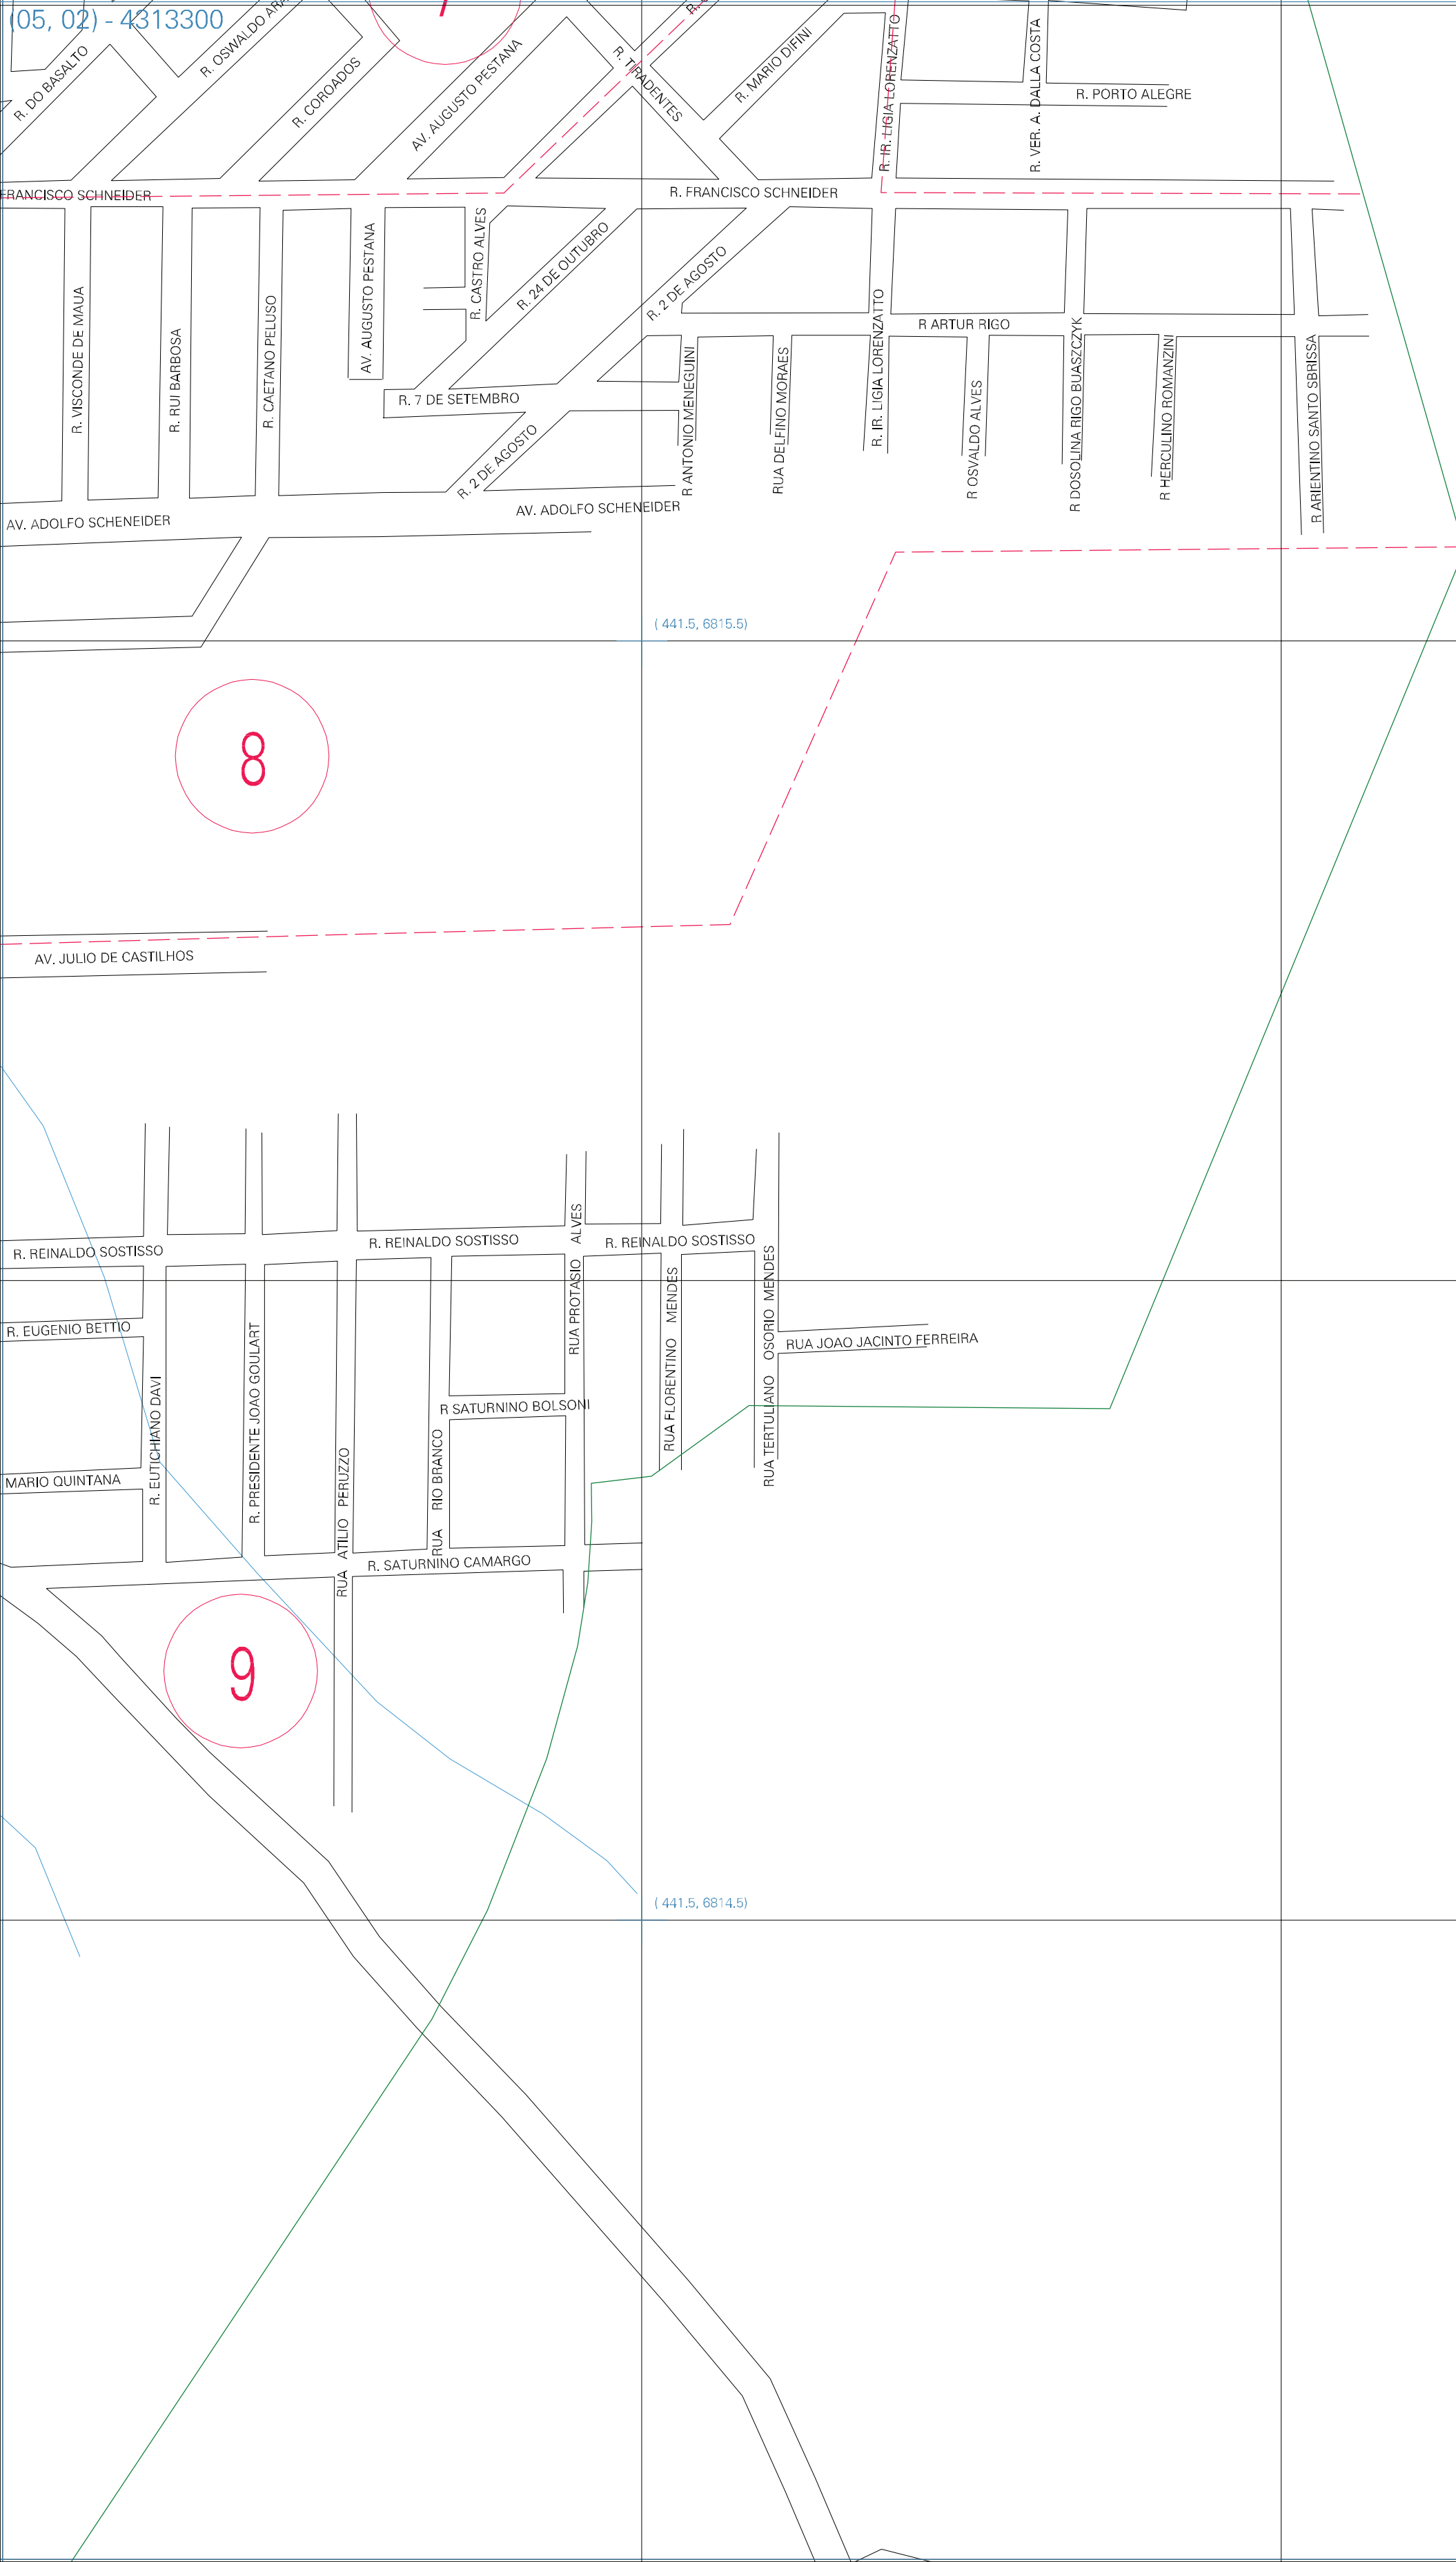 (05, 02) - 4313300
R. DO BASALTO
R. OSWALDO
R. COROADOS
AV. AUGUSTO PESTANA
R. TIRADENTES
R. MARIO DIFINI
R. IR. LIGIA LORENZATTO
R. VER. A. DALLA COSTA
R. PORTO ALEGRE
FRANCISCO SCHNEIDER
R. FRANCISCO SCHNEIDER
R. VISCONDE DE MAUA
R. RUI BARBOSA
R. CAETANO PELUSO
AV. AUGUSTO PESTANA
R. CASTRO ALVES
R. 24 DE OUTUBRO
R. 2 DE AGOSTO
R ARTUR RIGO
R. 7 DE SETEMBRO
R. 2 DE AGOSTO
R ANTONIO MENEGUINI
RUA DELFINO MORAES
R. IR. LIGIA LORENZATTO
R OSVALDO ALVES
R DOSOLINA RIGO BUASZCZYK
R HERCULINO ROMANZINI
R ARIENTINO SANTO SBRISSA
AV. ADOLFO SCHENEIDER
AV. ADOLFO SCHENEIDER
( 441.5, 6815.5)
8
AV. JULIO DE CASTILHOS
R. REINALDO SOSTISSO
R. REINALDO SOSTISSO
R. REINALDO SOSTISSO
R. EUGENIO BETTIO
R. EUTICHIANO DAVI
R. PRESIDENTE JOAO GOULART
RUA ATILIO PERUZZO
RUA RIO BRANCO
RUA PROTASIO ALVES
RUA FLORENTINO MENDES
RUA TERTULIANO OSORIO MENDES
RUA JOAO JACINTO FERREIRA
R SATURNINO BOLSONI
MARIO QUINTANA
R. SATURNINO CAMARGO
9
( 441.5, 6814.5)